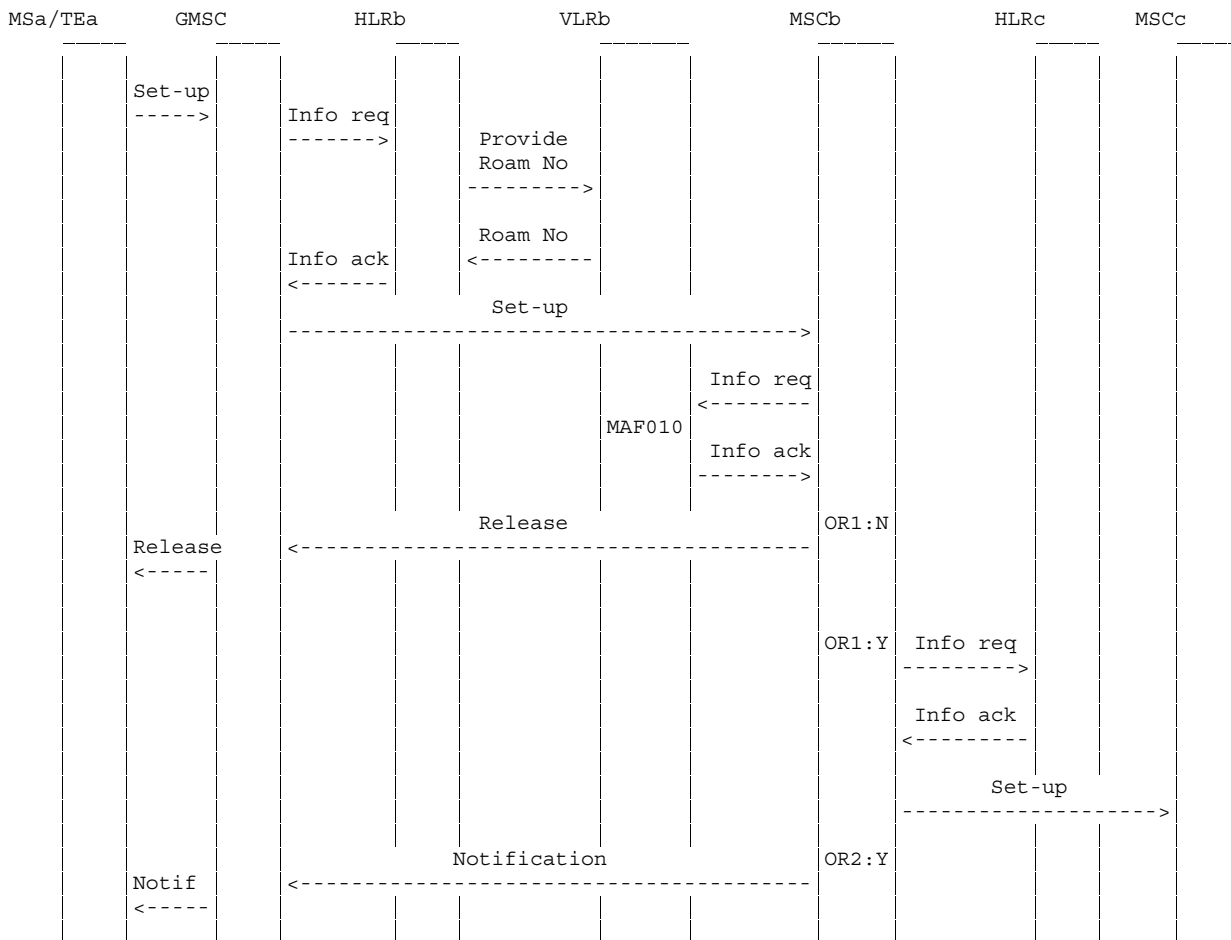 MSa/TEa GMSC HLRb VLRb MSCb HLRc MSCc
Set-up
-----> Info req
-------> Provide
Roam No
--------->
Roam No
Info ack <---------
<-------
Set-up
---------------------------------------->
Info req
<--------
MAF010
Info ack
-------->
Release OR1:N
Release <----------------------------------------
<-----
OR1:Y Info req
--------->
Info ack
<---------
Set-up
-------------------->
Notification OR2:Y
Notif <----------------------------------------
<-----